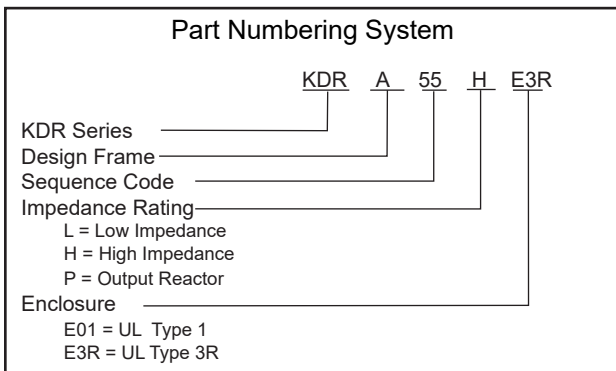 Part Numbering System
KDR A 55 H E3R
KDR Series
Design Frame
Sequence Code
Impedance Rating
L = Low Impedance
H = High Impedance
P = Output Reactor
Enclosure
E01 = UL Type 1
E3R = UL Type 3R